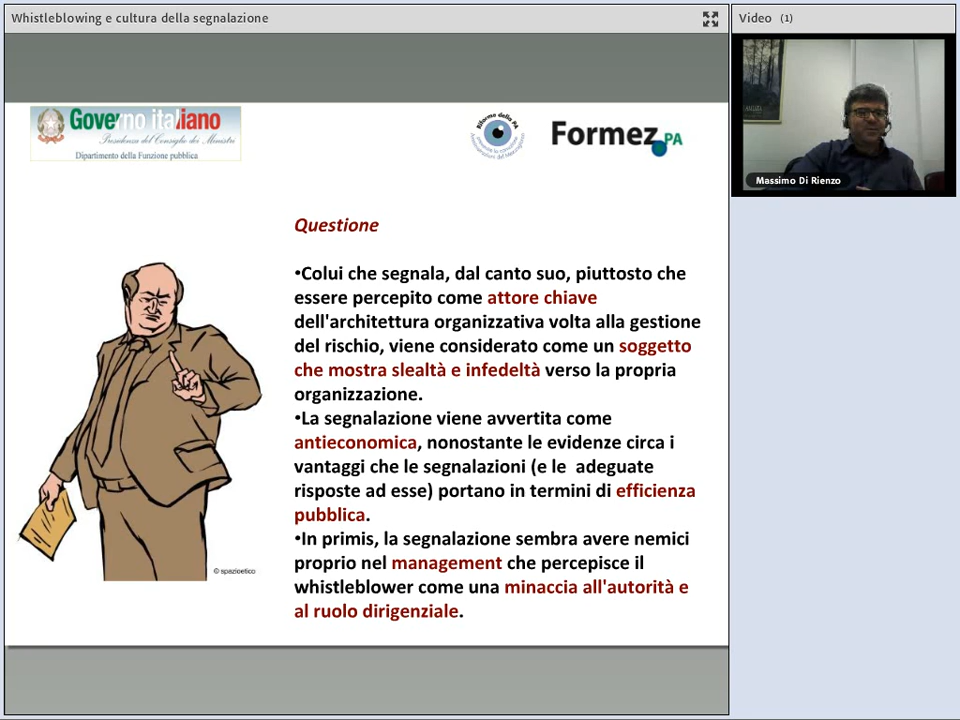 Whistleblowing e cultura della segnalazione
Video (1)
Governo italiano
Presidenza del Consiglio dei Ministri
Dipartimento della Funzione pubblica
Riforme della PA
Formez PA
Massimo Di Rienzo
Questione
•Colui che segnala, dal canto suo, piuttosto che
essere percepito come attore chiave
dell'architettura organizzativa volta alla gestione
del rischio, viene considerato come un soggetto
che mostra slealtà e infedeltà verso la propria
organizzazione.
•La segnalazione viene avvertita come
antieconomica, nonostante le evidenze circa i
vantaggi che le segnalazioni (e le  adeguate
risposte ad esse) portano in termini di efficienza
pubblica.
•In primis, la segnalazione sembra avere nemici
proprio nel management che percepisce il
whistleblower come una minaccia all'autorità e
al ruolo dirigenziale.
© spazioetico